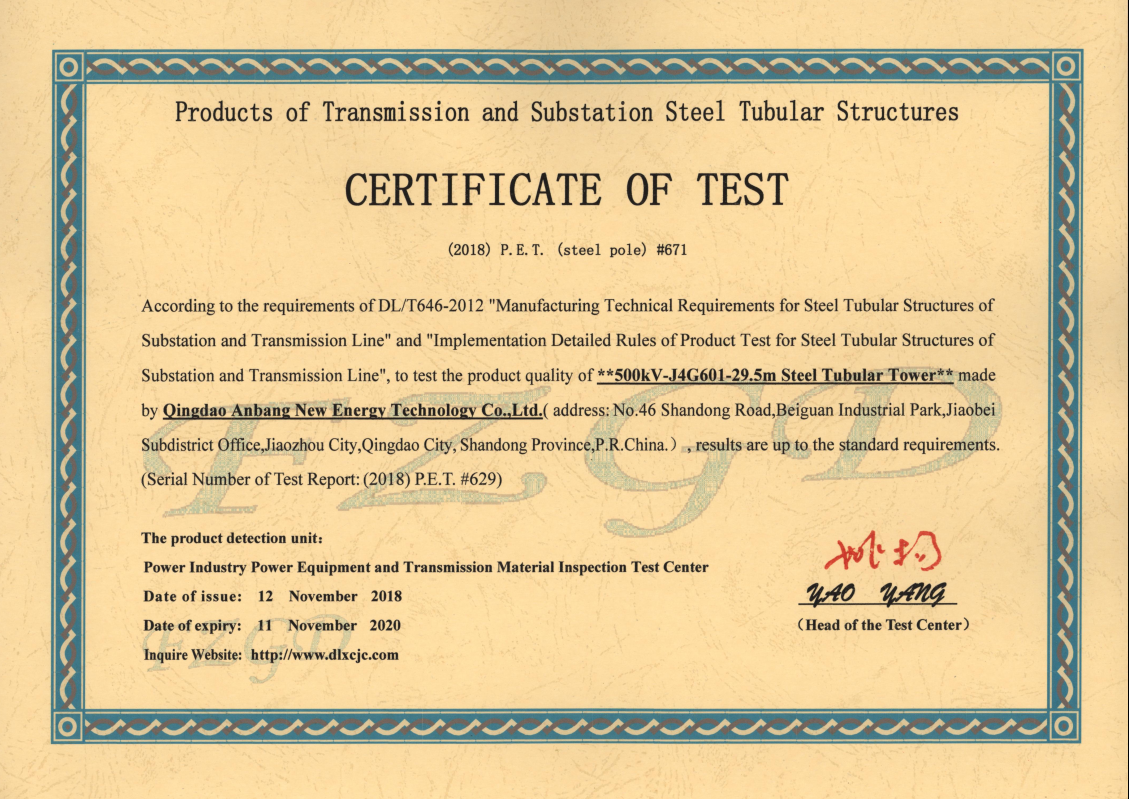 Products of Transmission and Substation Steel Tubular Structures
CERTIFICATE OF TEST
(2018) P.E.T. (steel pole) #671
According to the requirements of DL/T646-2012 "Manufacturing Technical Requirements for Steel Tubular Structures of
Substation and Transmission Line" and "Implementation Detailed Rules of Product Test for Steel Tubular Structures of
Substation and Transmission Line", to test the product quality of **500kV-J4G601-29.5m Steel Tubular Tower** made
by Qingdao Anbang New Energy Technology Co.,Ltd.( address: No.46 Shandong Road,Beiguan Industrial Park,Jiaobei
Subdistrict Office,Jiaozhou City,Qingdao City, Shandong Province,P.R.China.) , results are up to the standard requirements.
(Serial Number of Test Report: (2018) P.E.T. #629)
FZGD
The product detection unit:
Power Industry Power Equipment and Transmission Material Inspection Test Center
Date of issue: 12 November 2018
Date of expiry: 11 November 2020
Inquire Website: http://www.dlxcjc.com
FZGD
YAO YANG
(Head of the Test Center)